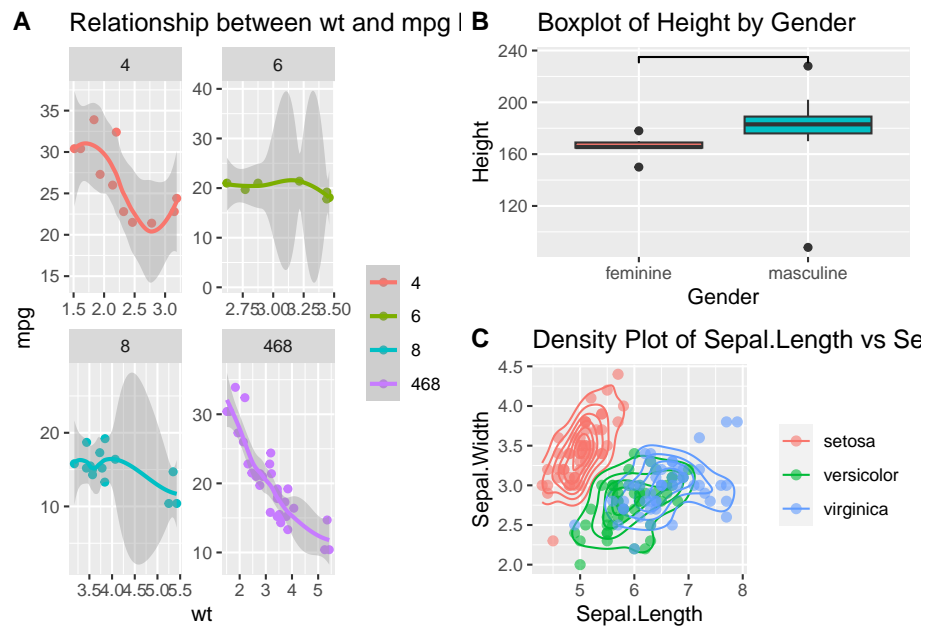 A
Relationship between wt and mpg
4
6
35
30
25
20
15
40
30
20
10
0
1.5 2.0 2.5 3.0
2.75 3.00 3.25 3.50
mpg
8
468
20
10
30
20
10
3.5 4.0 4.5 5.0 5.5
2 3 4 5
wt
4
6
8
468
B
Boxplot of Height by Gender
240
200
160
120
Height
feminine masculine
Gender
C
Density Plot of Sepal.Length vs Se
4.5
4.0
3.5
3.0
2.5
2.0
Sepal.Width
5 6 7 8
Sepal.Length
setosa
versicolor
virginica